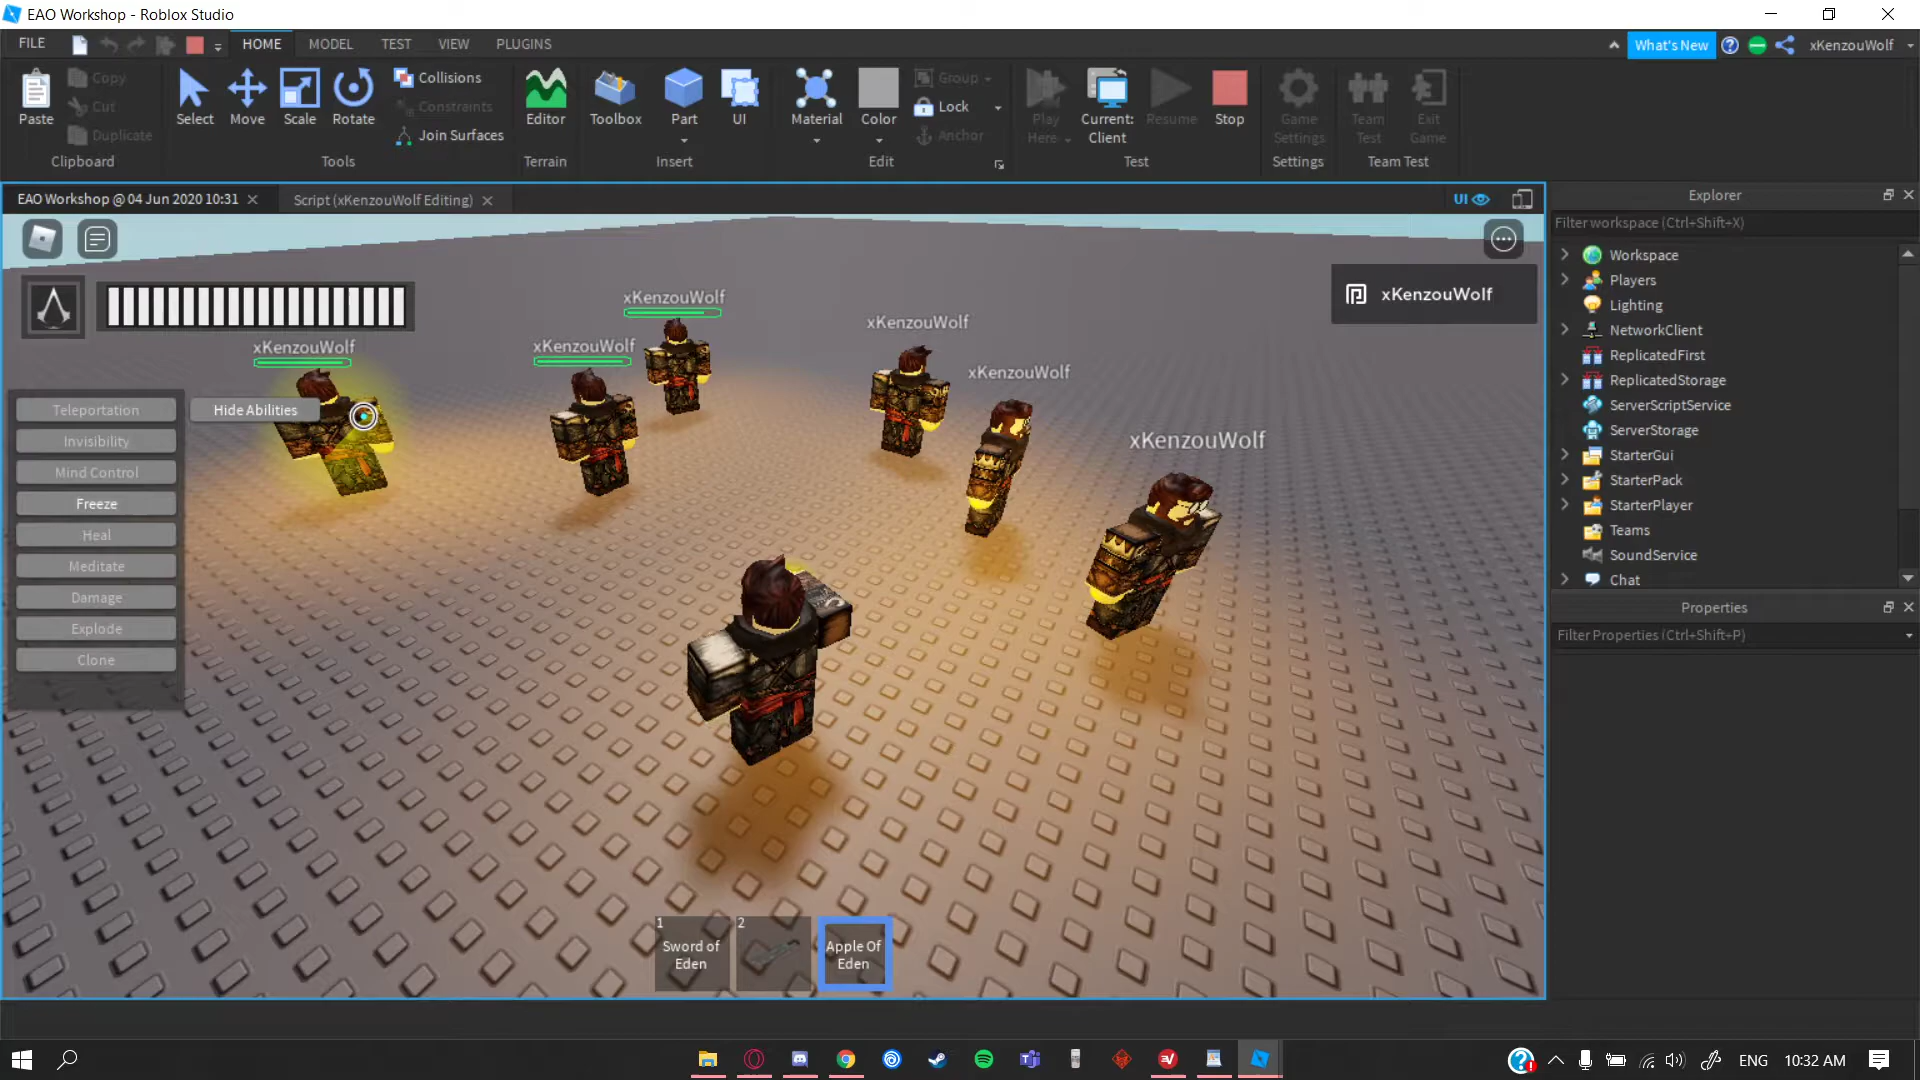 EAO Workshop - Roblox Studio
FILE
HOME
MODEL
TEST
VIEW
PLUGINS
What's New
xKenzouWolf
Paste
Copy
Cut
Duplicate
Clipboard
Select
Move
Scale
Rotate
Collisions
Constraints
Join Surfaces
Tools
Editor
Terrain
Toolbox
Part
UI
Insert
Material
Color
Group
Lock
Anchor
Edit
Play
Here
Current:
Client
Resume
Stop
Test
Game
Settings
Settings
Team
Test
Exit
Game
Team Test
EAO Workshop @ 04 Jun 2020 10:31
Script (xKenzouWolf Editing)
UI
Explorer
Filter workspace (Ctrl+Shift+X)
Workspace
Players
Lighting
NetworkClient
ReplicatedFirst
ReplicatedStorage
ServerScriptService
ServerStorage
StarterGui
StarterPack
StarterPlayer
Teams
SoundService
Chat
Properties
Filter Properties (Ctrl+Shift+P)
xKenzouWolf
xKenzouWolf
xKenzouWolf
xKenzouWolf
xKenzouWolf
xKenzouWolf
xKenzouWolf
Teleportation
Hide Abilities
Invisibility
Mind Control
Freeze
Heal
Meditate
Damage
Explode
Clone
1
Sword of
Eden
2
Apple Of
Eden
ENG
10:32 AM